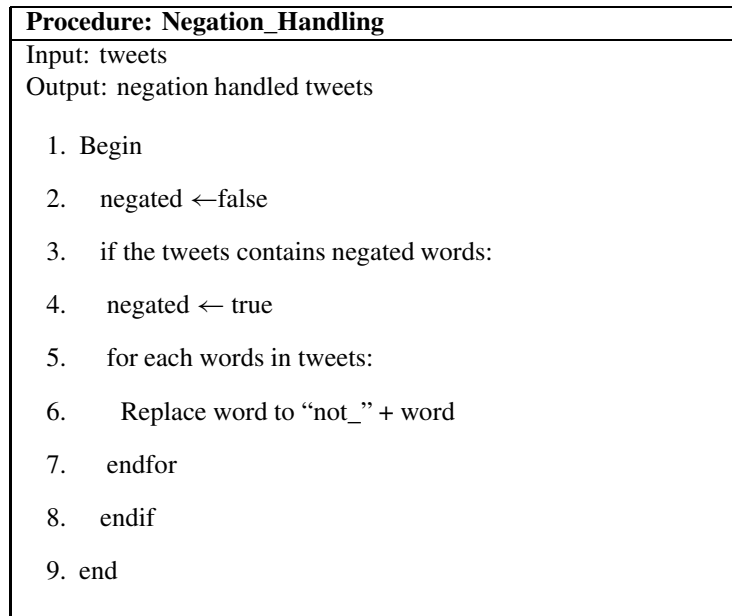 Procedure: Negation_Handling
Input: tweets
Output: negation handled tweets
1. Begin
2. negated ←false
3. if the tweets contains negated words:
4. negated ← true
5. for each words in tweets:
6. Replace word to “not_” + word
7. endfor
8. endif
9. end